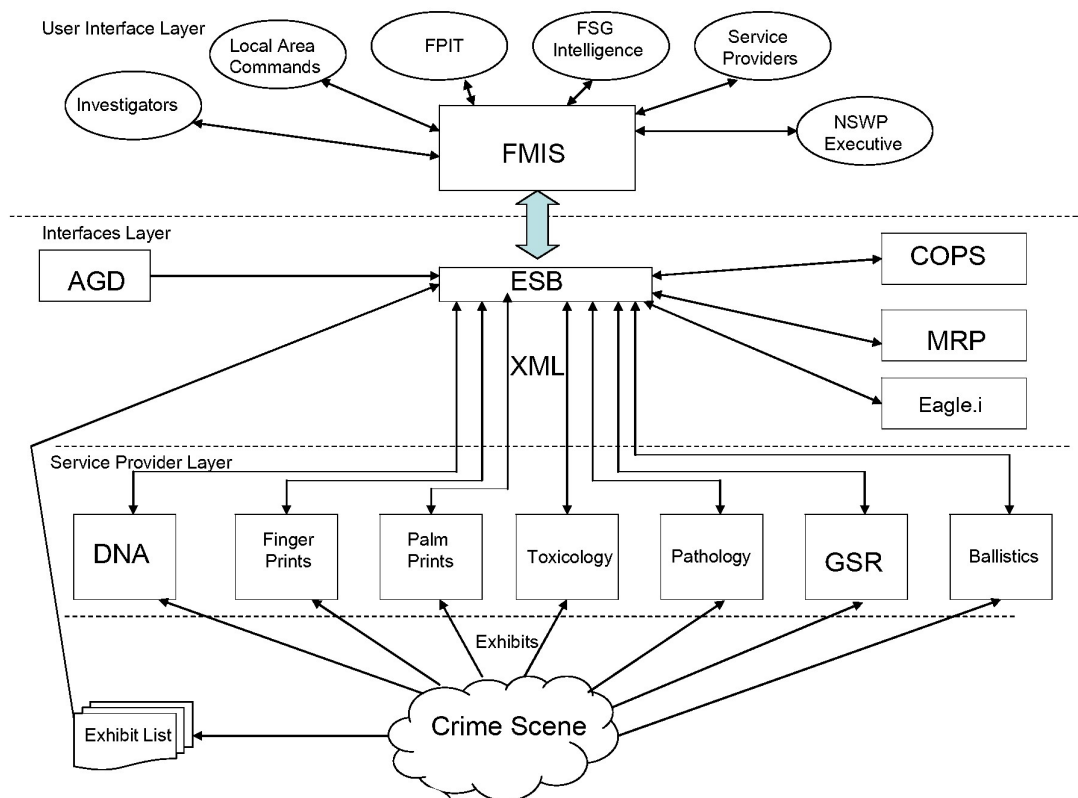 User Interface Layer
Local Area
Commands
FPIT
FSG
Intelligence
Service
Providers
Investigators
NSWP
Executive
FMIS
Interfaces Layer
AGD
ESB
COPS
MRP
XML
Eagle.i
Service Provider Layer
DNA
Finger
Prints
Palm
Prints
Toxicology
Pathology
GSR
Ballistics
Exhibits
Crime Scene
Exhibit List